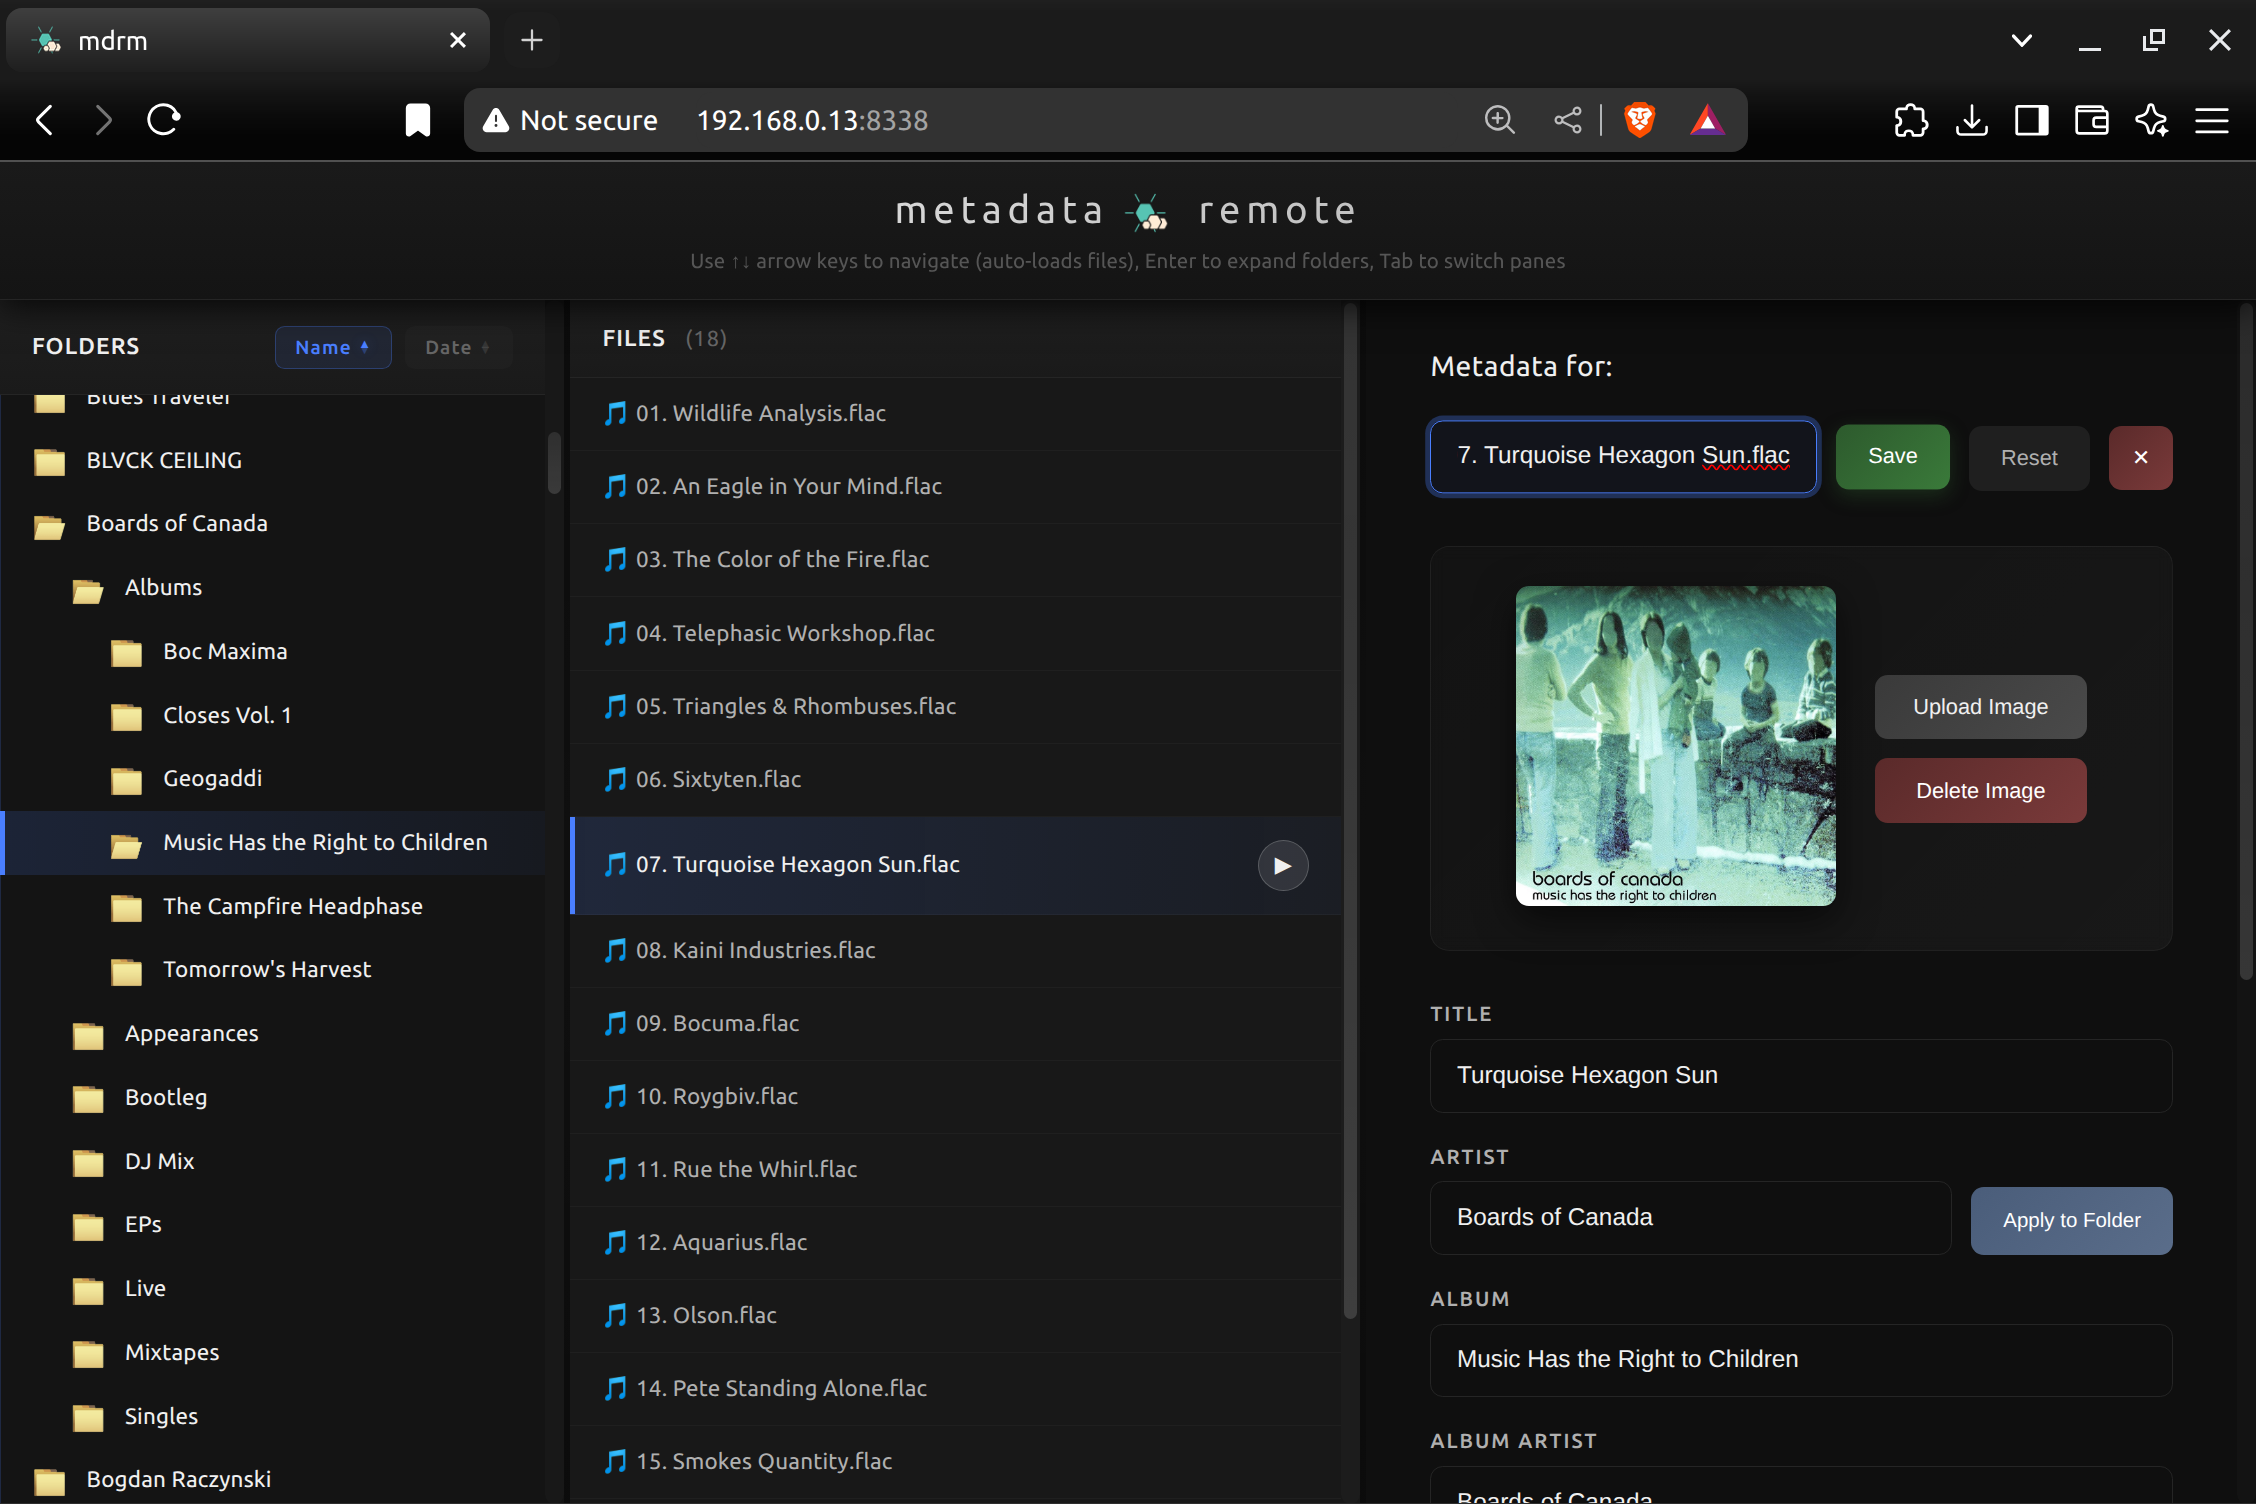 mdrm
Not secure 192.168.0.13:8338
metadata remote
Use ↑↓ arrow keys to navigate (auto-loads files), Enter to expand folders, Tab to switch panes
FOLDERS
Name
Date
Blues Traveler
BLVCK CEILING
Boards of Canada
Albums
Boc Maxima
Closes Vol. 1
Geogaddi
Music Has the Right to Children
The Campfire Headphase
Tomorrow's Harvest
Appearances
Bootleg
DJ Mix
EPs
Live
Mixtapes
Singles
Bogdan Raczynski
FILES (18)
01. Wildlife Analysis.flac
02. An Eagle in Your Mind.flac
03. The Color of the Fire.flac
04. Telephasic Workshop.flac
05. Triangles & Rhombuses.flac
06. Sixtyten.flac
07. Turquoise Hexagon Sun.flac
08. Kaini Industries.flac
09. Bocuma.flac
10. Roygbiv.flac
11. Rue the Whirl.flac
12. Aquarius.flac
13. Olson.flac
14. Pete Standing Alone.flac
15. Smokes Quantity.flac
Metadata for:
7. Turquoise Hexagon Sun.flac
Save
Reset
boards of canada
music has the right to children
Upload Image
Delete Image
TITLE
Turquoise Hexagon Sun
ARTIST
Boards of Canada
Apply to Folder
ALBUM
Music Has the Right to Children
ALBUM ARTIST
Boards of Canada